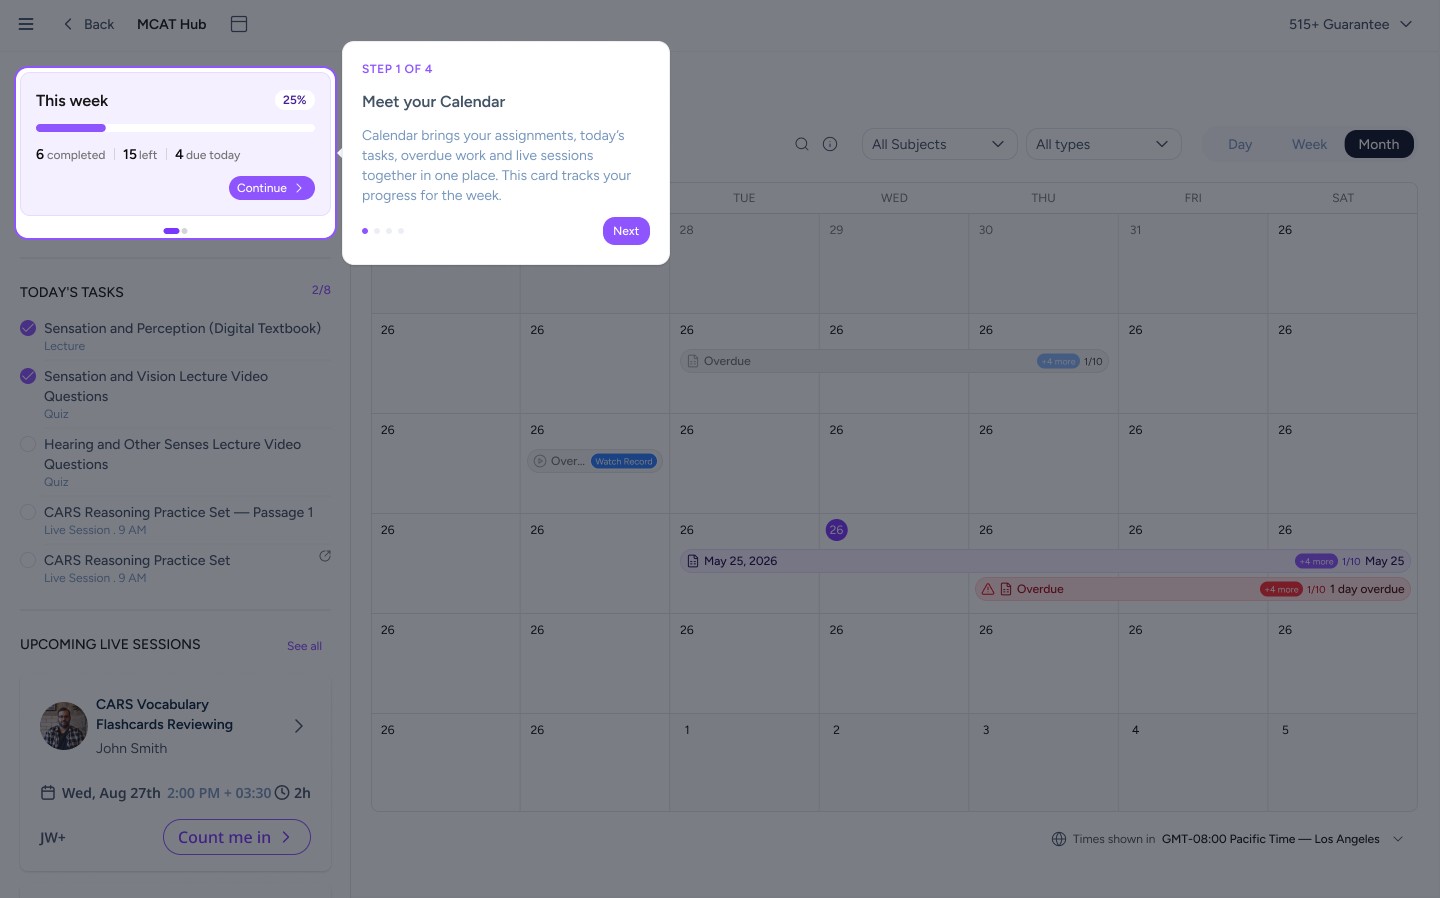 Back
MCAT Hub
515+ Guarantee
This week
25%
6 completed
15 left
4 due today
Continue
STEP 1 OF 4
Meet your Calendar
Calendar brings your assignments, today's
tasks, overdue work and live sessions
together in one place. This card tracks your
progress for the week.
Next
All Subjects
All types
Day
Week
Month
TODAY'S TASKS
2/8
Sensation and Perception (Digital Textbook)
Lecture
Sensation and Vision Lecture Video
Questions
Quiz
Hearing and Other Senses Lecture Video
Questions
Quiz
CARS Reasoning Practice Set — Passage 1
Live Session . 9 AM
CARS Reasoning Practice Set
Live Session . 9 AM
UPCOMING LIVE SESSIONS
See all
CARS Vocabulary
Flashcards Reviewing
John Smith
Wed, Aug 27th 2:00 PM + 03:30 2h
JW+
Count me in
TUE WED THU FRI SAT
28 29 30 31 26
26 26 26 26 26 26 26
Overdue +4 more 1/10
26 26 26 26 26 26 26
Over... Watch Record
26 26 26 26 26 26 26
May 25, 2026 +4 more 1/10 May 25
Overdue +4 more 1/10 1 day overdue
26 26 26 26 26 26 26
26 26 1 2 3 4 5
Times shown in GMT-08:00 Pacific Time — Los Angeles